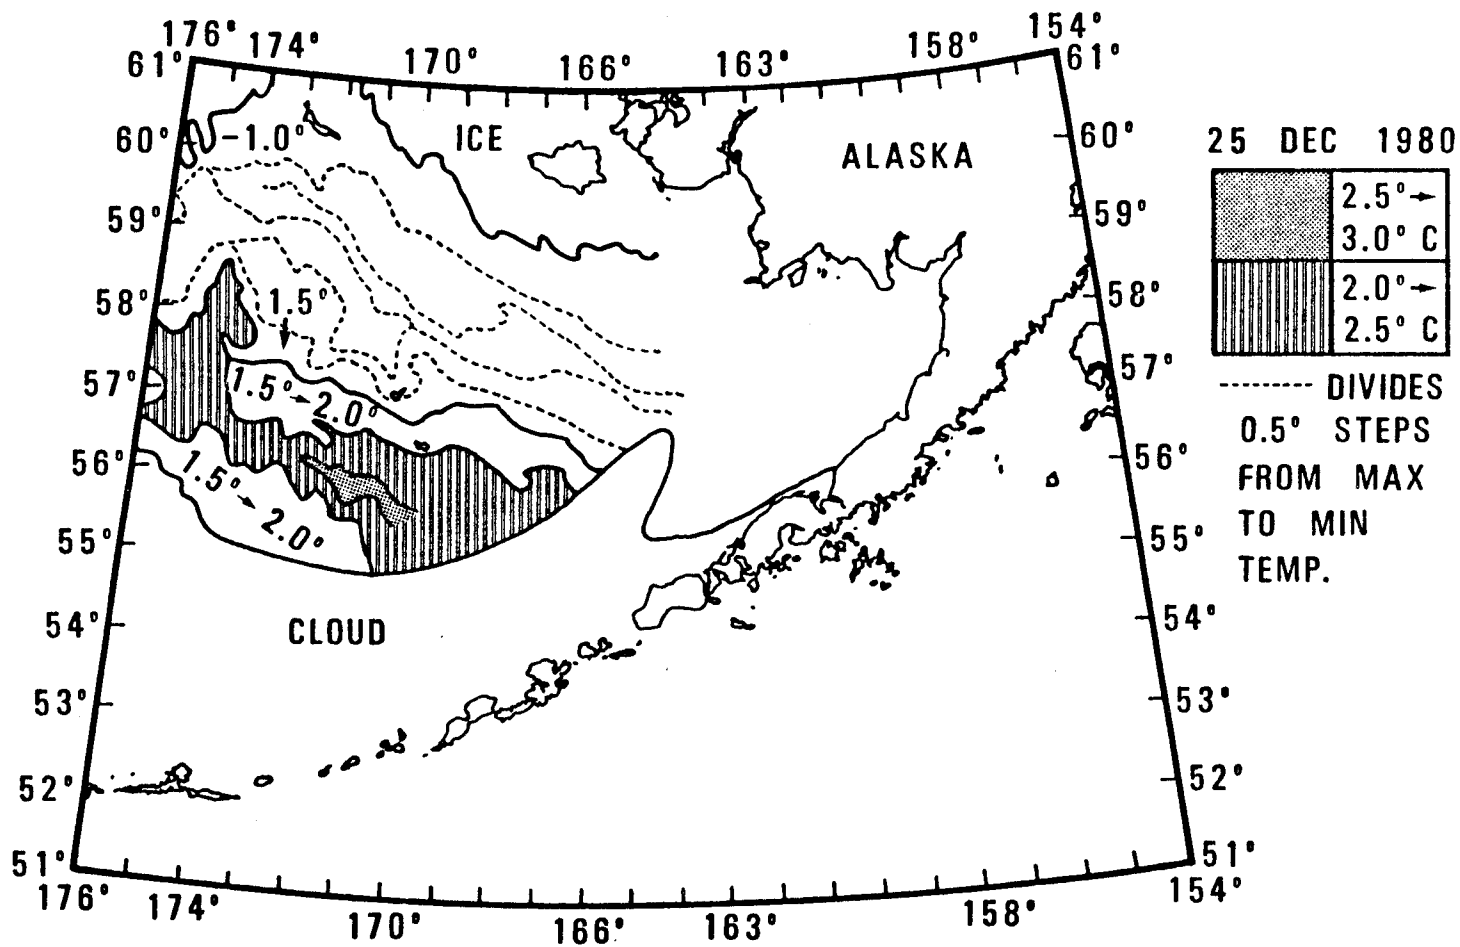 176° 174° 170° 166° 163° 158° 154°
61° 61°
60° -1.0° ICE ALASKA 60°
59° 59°
58° 1.5° 58°
57° 1.5°→2.0° 57°
56° 1.5°→2.0° 56°
55° 55°
54° CLOUD 54°
53° 53°
52° 52°
51° 51°
176° 174° 170° 166° 163° 158° 154°
25 DEC 1980
2.5°→
3.0° C
2.0°→
2.5° C
------- DIVIDES
0.5° STEPS
FROM MAX
TO MIN
TEMP.